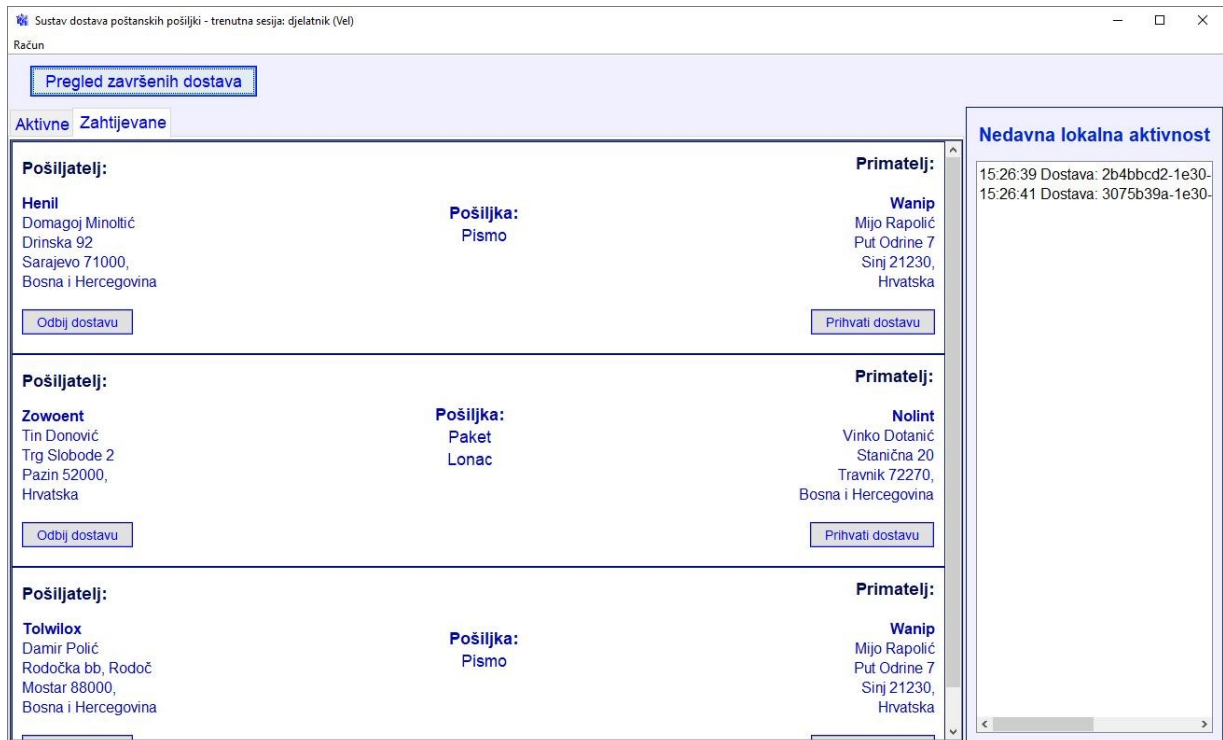 Sustav dostava poštanskih pošiljki - trenutna sesija: djelatnik (Vel)
Račun
Pregled završenih dostava
Aktivne
Zahtijevane
Pošiljatelj:
Henil
Domagoj Minoltić
Drinska 92
Sarajevo 71000,
Bosna i Hercegovina
Odbij dostavu
Pošiljka:
Pismo
Primatelj:
Wanip
Mijo Rapolić
Put Odrine 7
Sinj 21230,
Hrvatska
Prihvati dostavu
Pošiljatelj:
Zowoent
Tin Donović
Trg Slobode 2
Pazin 52000,
Hrvatska
Odbij dostavu
Pošiljka:
Paket
Lonac
Primatelj:
Nolint
Vinko Dotanić
Stanična 20
Travnik 72270,
Bosna i Hercegovina
Prihvati dostavu
Pošiljatelj:
Tolwilox
Damir Polić
Rodočka bb, Rodoč
Mostar 88000,
Bosna i Hercegovina
Pošiljka:
Pismo
Primatelj:
Wanip
Mijo Rapolić
Put Odrine 7
Sinj 21230,
Hrvatska
Nedavna lokalna aktivnost
15:26:39 Dostava: 2b4bbcd2-1e30-
15:26:41 Dostava: 3075b39a-1e30-